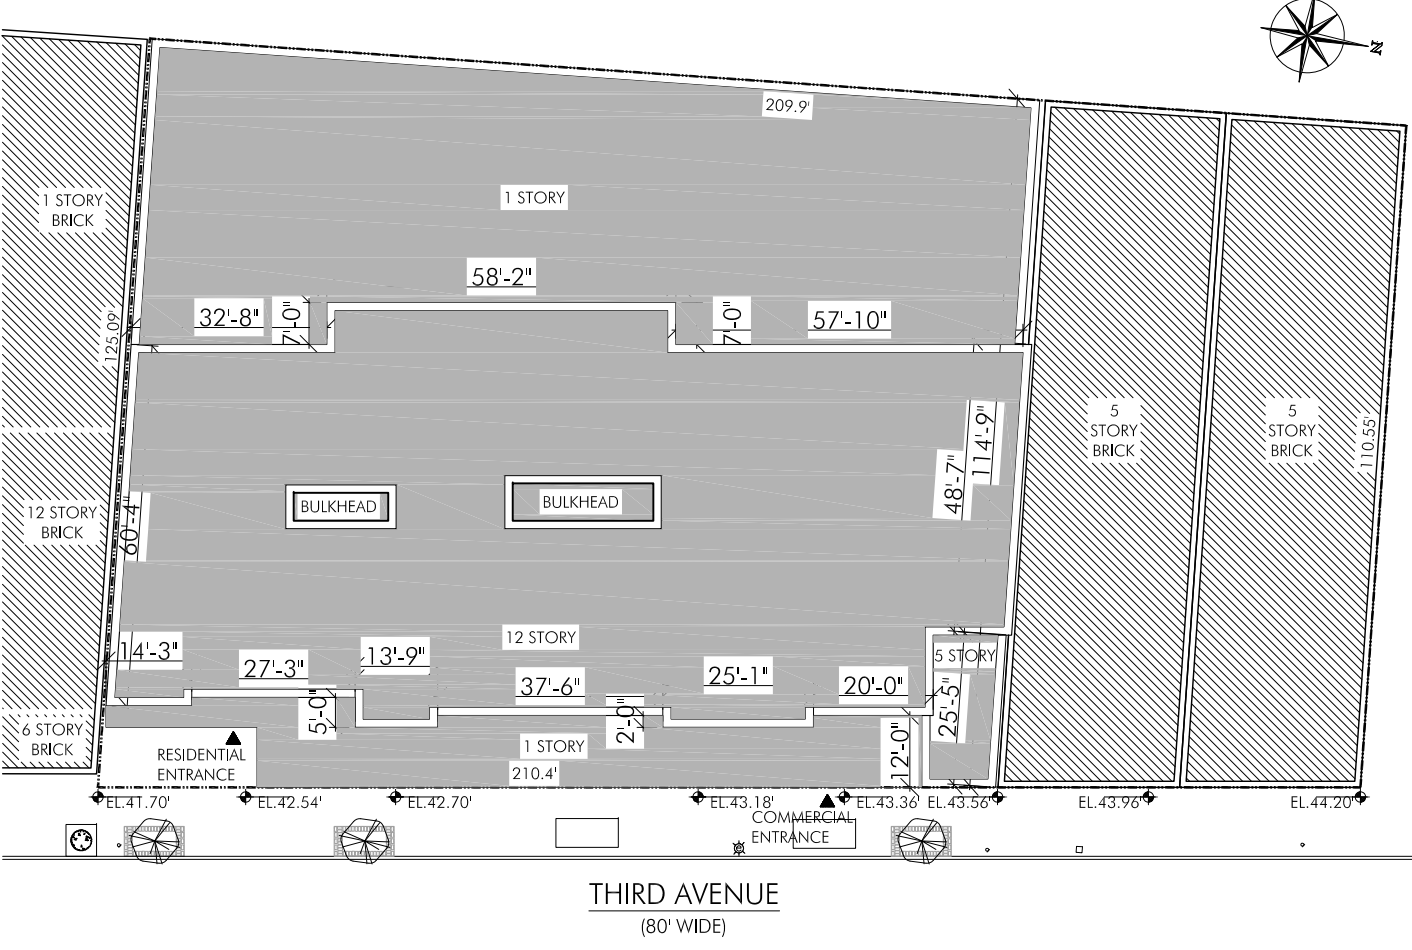 N
209.9'
1 STORY
BRICK
1 STORY
58'-2"
32'-8"
7'-0"
7'-0"
57'-10"
125.09'
5
STORY
BRICK
5
STORY
BRICK
110.55'
114'-9"
48'-7"
12 STORY
BRICK
60'-4"
BULKHEAD
BULKHEAD
12 STORY
14'-3"
27'-3"
13'-9"
37'-6"
25'-1"
20'-0"
5 STORY
25'-5"
5'-0"
2'-0"
12'-0"
6 STORY
BRICK
RESIDENTIAL
ENTRANCE
1 STORY
210.4'
EL.41.70'
EL.42.54'
EL.42.70'
EL.43.18'
EL.43.36'
EL.43.56'
EL.43.96'
EL.44.20'
COMMERCIAL
ENTRANCE
THIRD AVENUE
(80' WIDE)